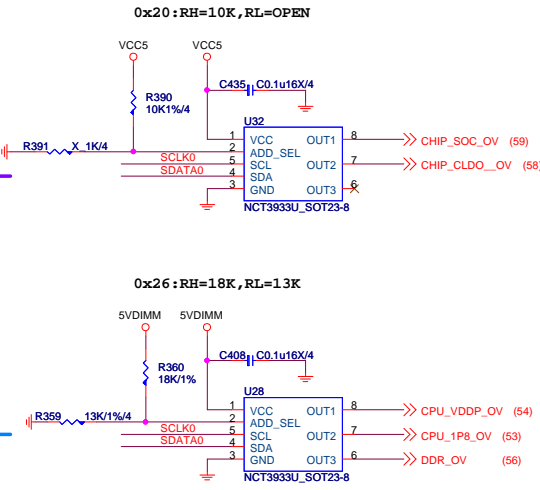 0x20:RH=10K,RL=OPEN
VCC5 VCC5
C435 C0.1u16X/4
R390
10K1%/4
U32
R391 X_1K/4
1 VCC OUT1 8 CHIP_SOC_OV (59)
2 ADD_SEL
SCLK0 5 SCL OUT2 7 CHIP_CLDO__OV (58)
SDATA0 4 SDA
3 GND OUT3 6
NCT3933U_SOT23-8
0x26:RH=18K,RL=13K
5VDIMM 5VDIMM
C408 C0.1u16X/4
R360
18K/1%
U28
R359 13K/1%/4
1 VCC OUT1 8 CPU_VDDP_OV (54)
2 ADD_SEL
SCLK0 5 SCL OUT2 7 CPU_1P8_OV (53)
SDATA0 4 SDA
3 GND OUT3 6 DDR_OV (56)
NCT3933U_SOT23-8